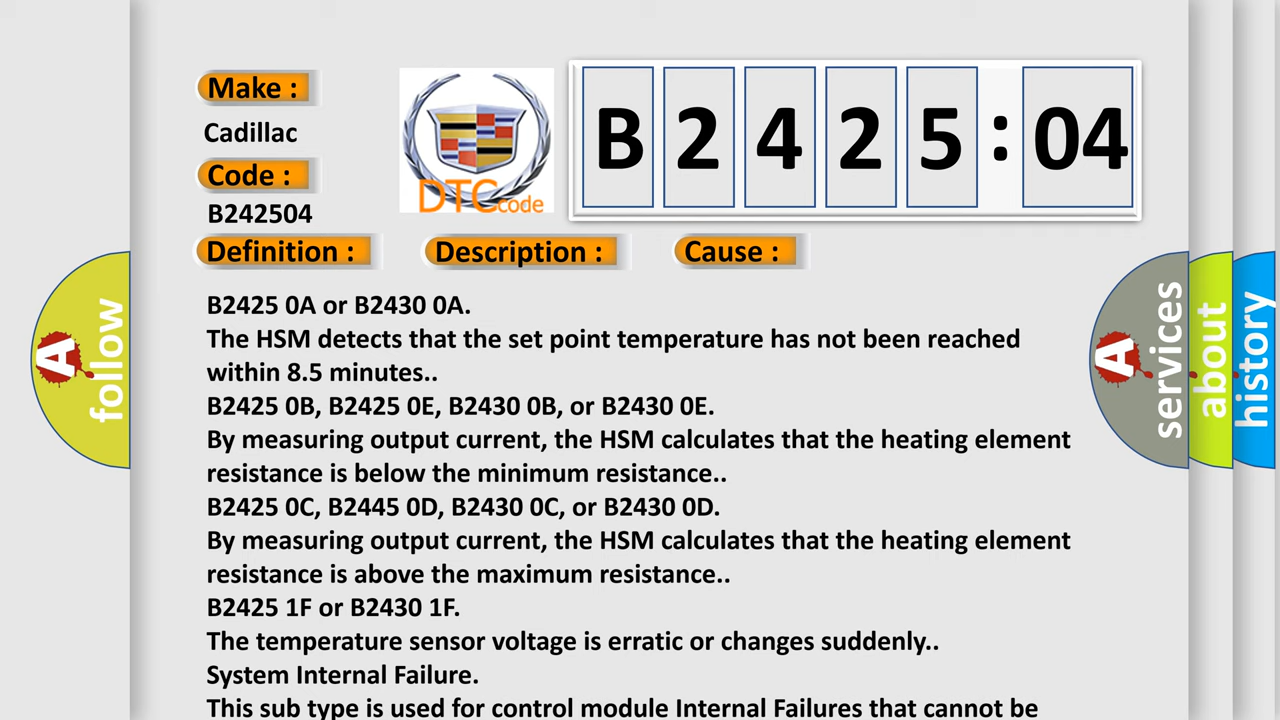 Make :
Cadillac
Code :
B242504
DTC code
B 2 4 2 5 : 04
Definition :
Description :
Cause :
B2425 0A or B2430 0A.
The HSM detects that the set point temperature has not been reached
within 8.5 minutes..
B2425 0B, B2425 0E, B2430 0B, or B2430 0E.
By measuring output current, the HSM calculates that the heating element
resistance is below the minimum resistance..
B2425 0C, B2445 0D, B2430 0C, or B2430 0D.
By measuring output current, the HSM calculates that the heating element
resistance is above the maximum resistance..
B2425 1F or B2430 1F.
The temperature sensor voltage is erratic or changes suddenly..
System Internal Failure.
This sub type is used for control module Internal Failures that cannot be
A
follow
A
services
about
history